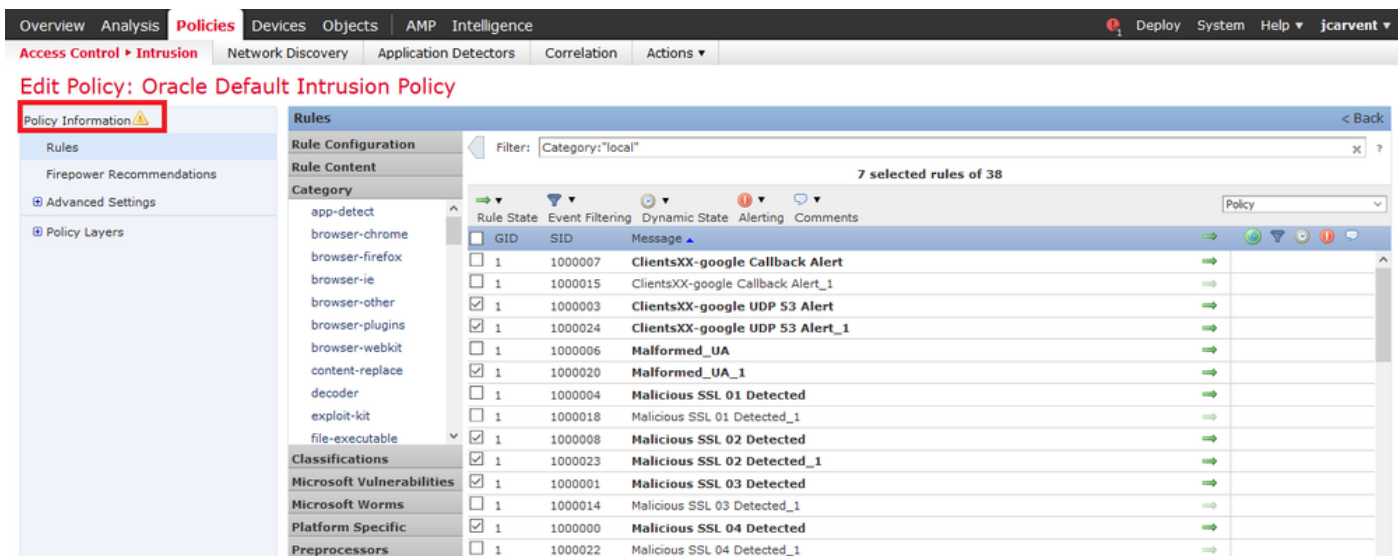 Overview Analysis Policies Devices Objects AMP Intelligence 1 Deploy System Help ▾ jcarvent ▾
Access Control ▸ Intrusion Network Discovery Application Detectors Correlation Actions ▾
Edit Policy: Oracle Default Intrusion Policy
Policy Information
Rules
Firepower Recommendations
Advanced Settings
Policy Layers
Rules < Back
Rule Configuration
Rule Content
Category
app-detect
browser-chrome
browser-firefox
browser-ie
browser-other
browser-plugins
browser-webkit
content-replace
decoder
exploit-kit
file-executable
Classifications
Microsoft Vulnerabilities
Microsoft Worms
Platform Specific
Preprocessors
Filter: Category:"local" x ?
7 selected rules of 38
Rule State Event Filtering Dynamic State Alerting Comments Policy
GID SID Message
1 1000007 ClientsXX-google Callback Alert
1 1000015 ClientsXX-google Callback Alert_1
1 1000003 ClientsXX-google UDP 53 Alert
1 1000024 ClientsXX-google UDP 53 Alert_1
1 1000006 Malformed_UA
1 1000020 Malformed_UA_1
1 1000004 Malicious SSL 01 Detected
1 1000018 Malicious SSL 01 Detected_1
1 1000008 Malicious SSL 02 Detected
1 1000023 Malicious SSL 02 Detected_1
1 1000001 Malicious SSL 03 Detected
1 1000014 Malicious SSL 03 Detected_1
1 1000000 Malicious SSL 04 Detected
1 1000022 Malicious SSL 04 Detected_1